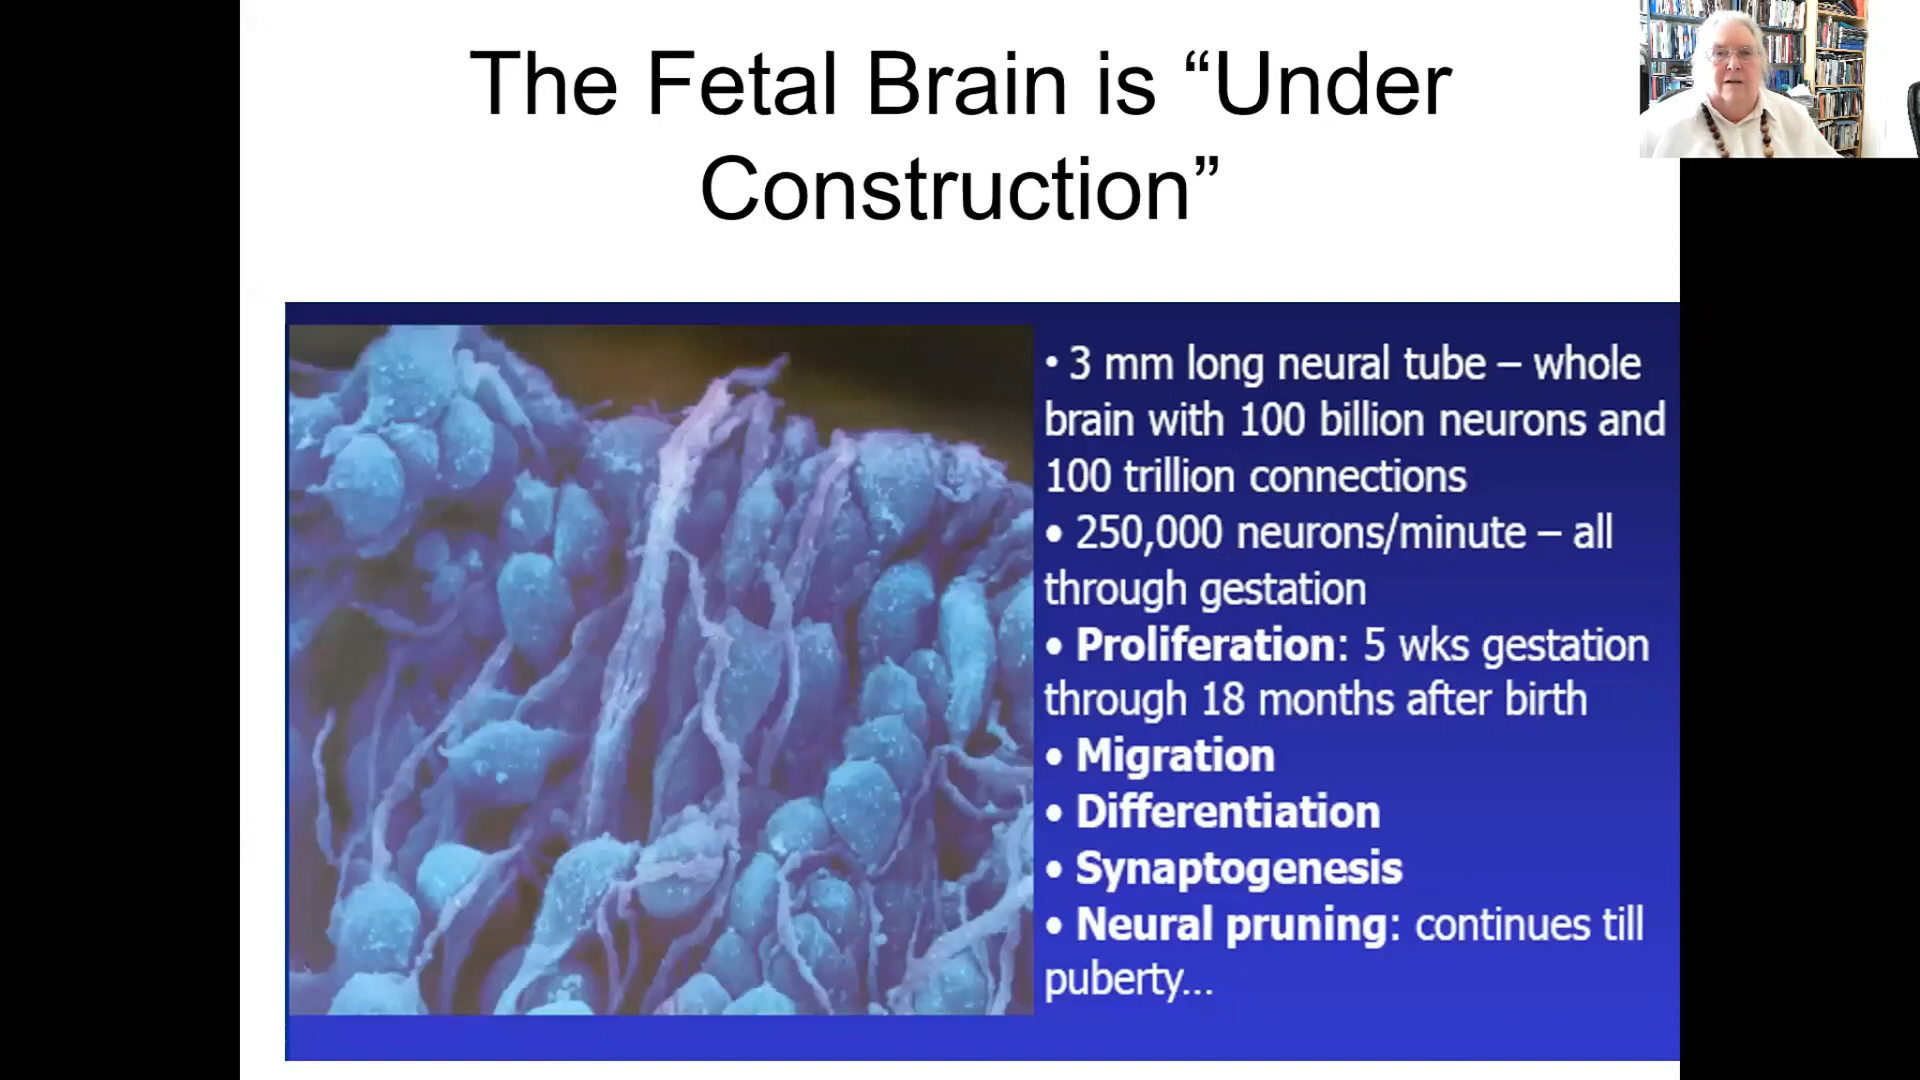 The Fetal Brain is “Under
Construction”
• 3 mm long neural tube – whole
brain with 100 billion neurons and
100 trillion connections
• 250,000 neurons/minute – all
through gestation
• Proliferation: 5 wks gestation
through 18 months after birth
• Migration
• Differentiation
• Synaptogenesis
• Neural pruning: continues till
puberty...